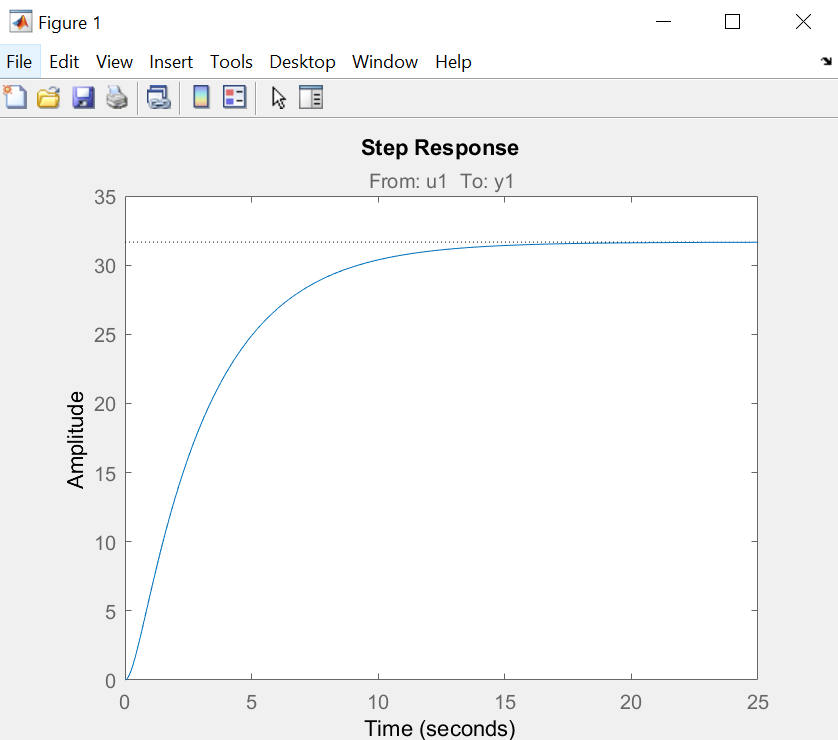 Figure 1
File Edit View Insert Tools Desktop Window Help
Step Response
From: u1 To: y1
35
30
25
20
15
10
5
0
Amplitude
0 5 10 15 20 25
Time (seconds)